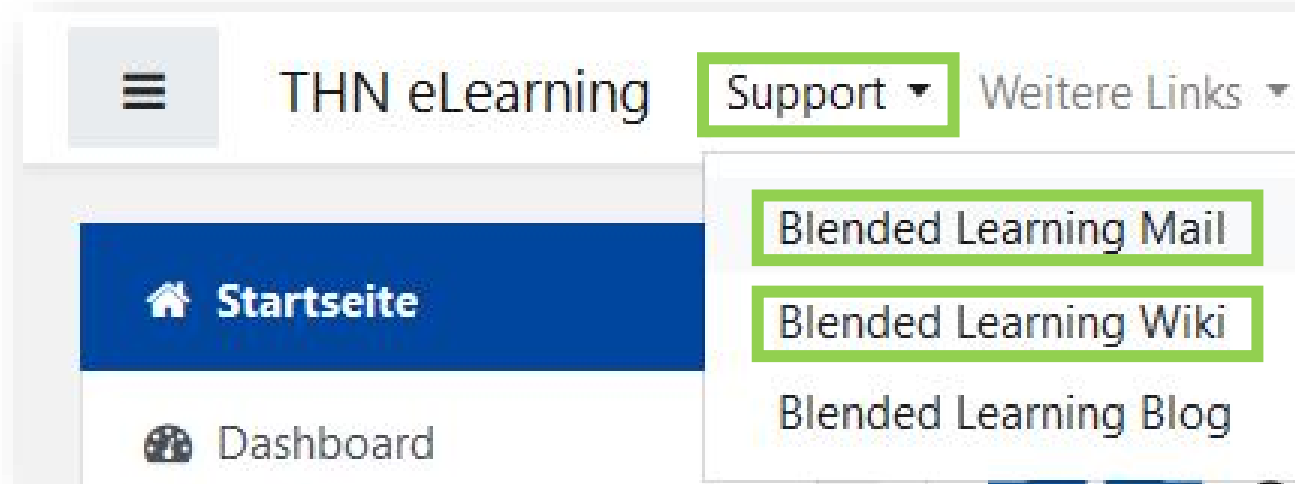 THN eLearning Support Weitere Links
Blended Learning Mail
Startseite
Blended Learning Wiki
Blended Learning Blog
Dashboard